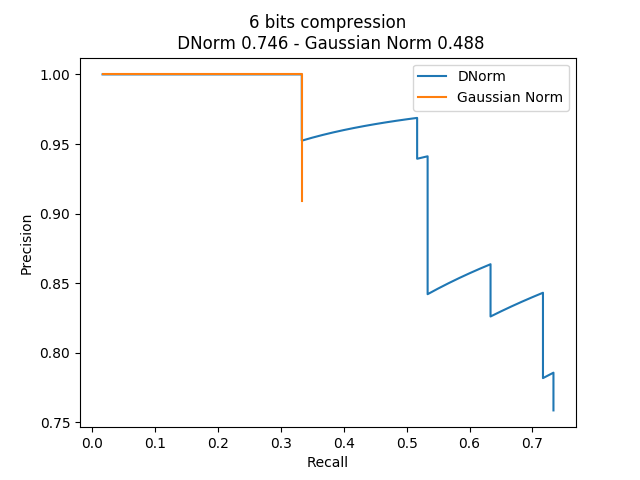 6 bits compression
DNorm 0.746 - Gaussian Norm 0.488
DNorm
Gaussian Norm
1.00
0.95
0.90
0.85
0.80
0.75
Precision
0.0 0.1 0.2 0.3 0.4 0.5 0.6 0.7
Recall